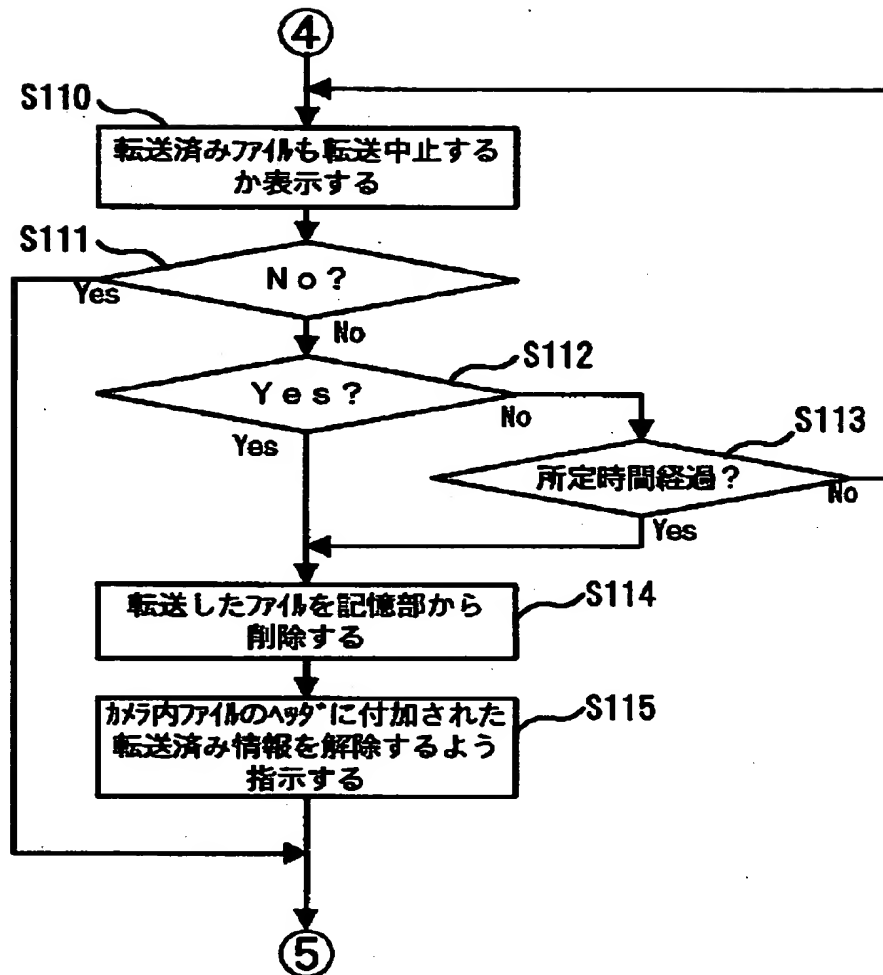 ④
S110
転送済みファイルも転送中止する
か表示する
S111
No?
Yes
No
S112
Yes?
No
Yes
S113
所定時間経過?
No
Yes
転送したファイルを記憶部から
削除する
S114
カメラ内ファイルのヘッダに付加された
転送済み情報を解除するよう
指示する
S115
⑤